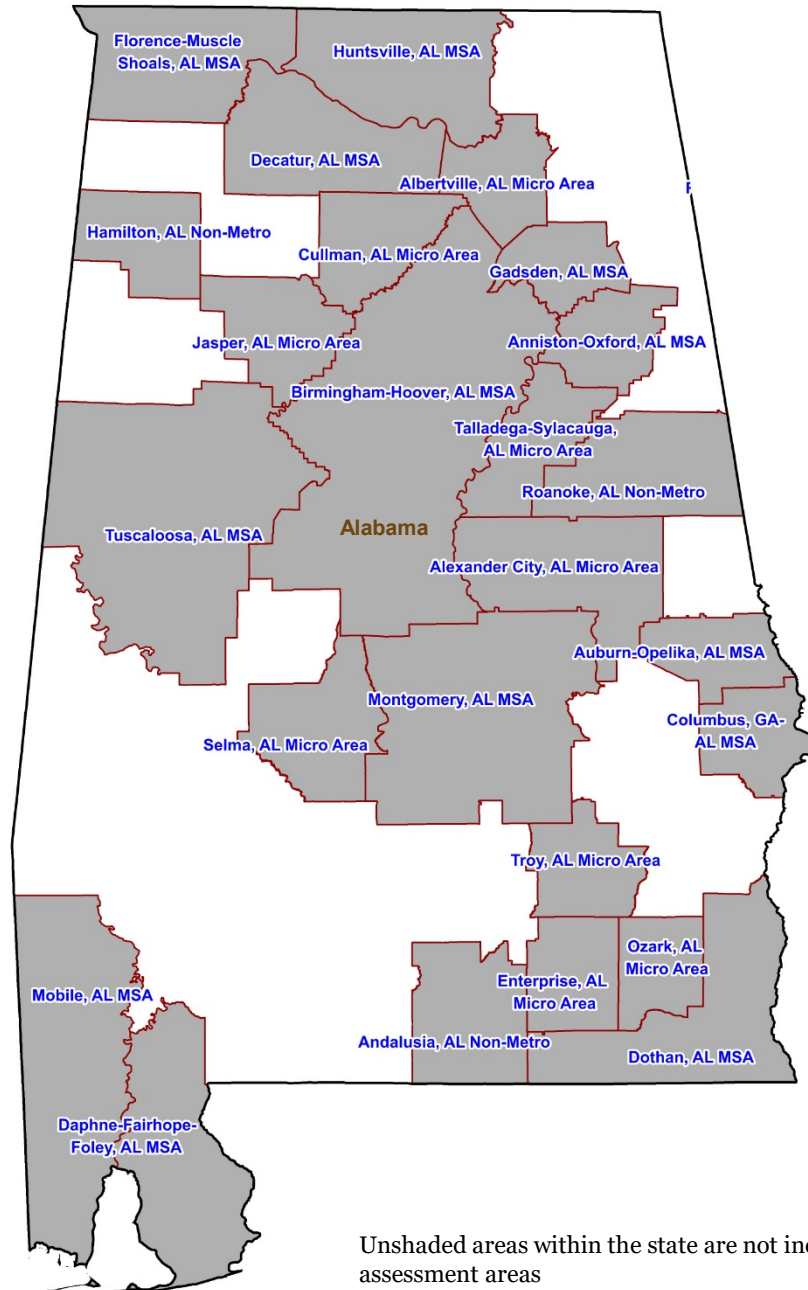 Florence-Muscle
Shoals, AL MSA
Huntsville, AL MSA
Decatur, AL MSA
Albertville, AL Micro Area
Hamilton, AL Non-Metro
Cullman, AL Micro Area
Gadsden, AL MSA
Jasper, AL Micro Area
Anniston-Oxford, AL MSA
Birmingham-Hoover, AL MSA
Talladega-Sylacauga,
AL Micro Area
Roanoke, AL Non-Metro
Tuscaloosa, AL MSA
Alabama
Alexander City, AL Micro Area
Auburn-Opelika, AL MSA
Montgomery, AL MSA
Columbus, GA-
AL MSA
Selma, AL Micro Area
Troy, AL Micro Area
Ozark, AL
Micro Area
Enterprise, AL
Micro Area
Mobile, AL MSA
Andalusia, AL Non-Metro
Dothan, AL MSA
Daphne-Fairhope-
Foley, AL MSA
Unshaded areas within the state are not
assessment areas